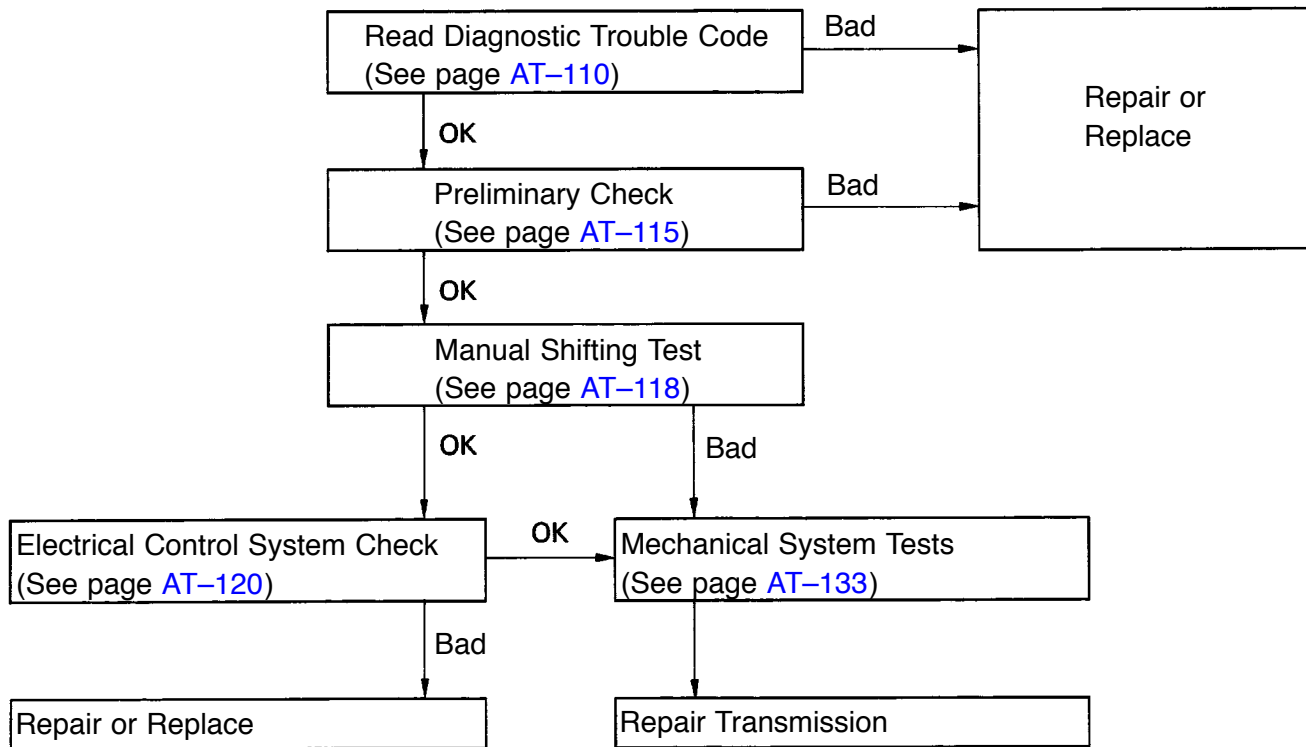 Read Diagnostic Trouble Code
(See page AT–110)
Bad
Repair or
Replace
OK
Preliminary Check
(See page AT–115)
Bad
OK
Manual Shifting Test
(See page AT–118)
OK
Bad
Electrical Control System Check
(See page AT–120)
OK
Mechanical System Tests
(See page AT–133)
Bad
Repair or Replace
Repair Transmission